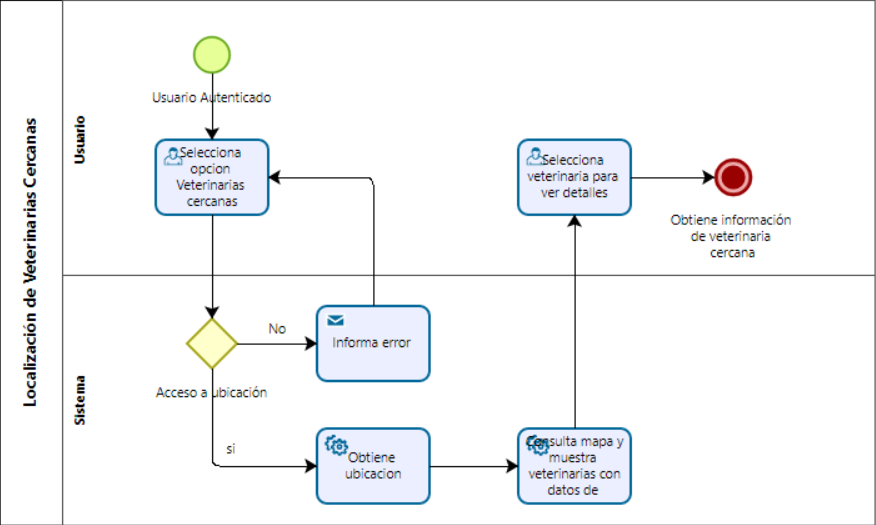 Localización de Veterinarias Cercanas
Usuario
Usuario Autenticado
Selecciona
opcion
Veterinarias
cercanas
Selecciona
veterinaria para
ver detalles
Obtiene información
de veterinaria
cercana
Sistema
Acceso a ubicación
No
Informa error
si
Obtiene
ubicacion
Consulta mapa y
muestra
veterinarias con
datos de